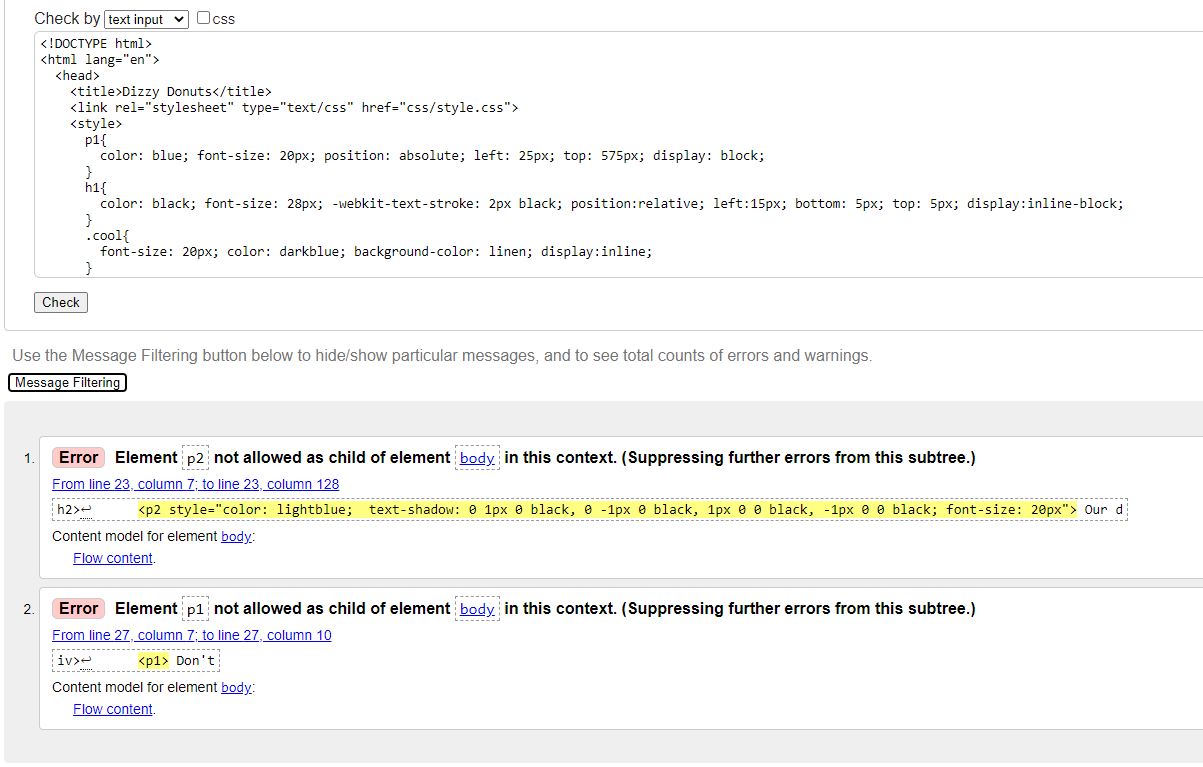 Check by text input css
<!DOCTYPE html>
<html lang="en">
<head>
<title>Dizzy Donuts</title>
<link rel="stylesheet" type="text/css" href="css/style.css">
<style>
p1{
color: blue; font-size: 20px; position: absolute; left: 25px; top: 575px; display: block;
}
h1{
color: black; font-size: 28px; -webkit-text-stroke: 2px black; position:relative; left:15px; bottom: 5px; top: 5px; display:inline-block;
}
.cool{
font-size: 20px; color: darkblue; background-color: linen; display:inline;
}
Check
Use the Message Filtering button below to hide/show particular messages, and to see total counts of errors and warnings.
Message Filtering
1. Error Element p2 not allowed as child of element body in this context. (Suppressing further errors from this subtree.)
From line 23, column 7; to line 23, column 128
h2>↩ <p2 style="color: lightblue;  text-shadow: 0 1px 0 black, 0 -1px 0 black, 1px 0 0 black, -1px 0 0 black; font-size: 20px"> Our d
Content model for element body:
Flow content.
2. Error Element p1 not allowed as child of element body in this context. (Suppressing further errors from this subtree.)
From line 27, column 7; to line 27, column 10
iv>↩ <p1> Don't
Content model for element body:
Flow content.